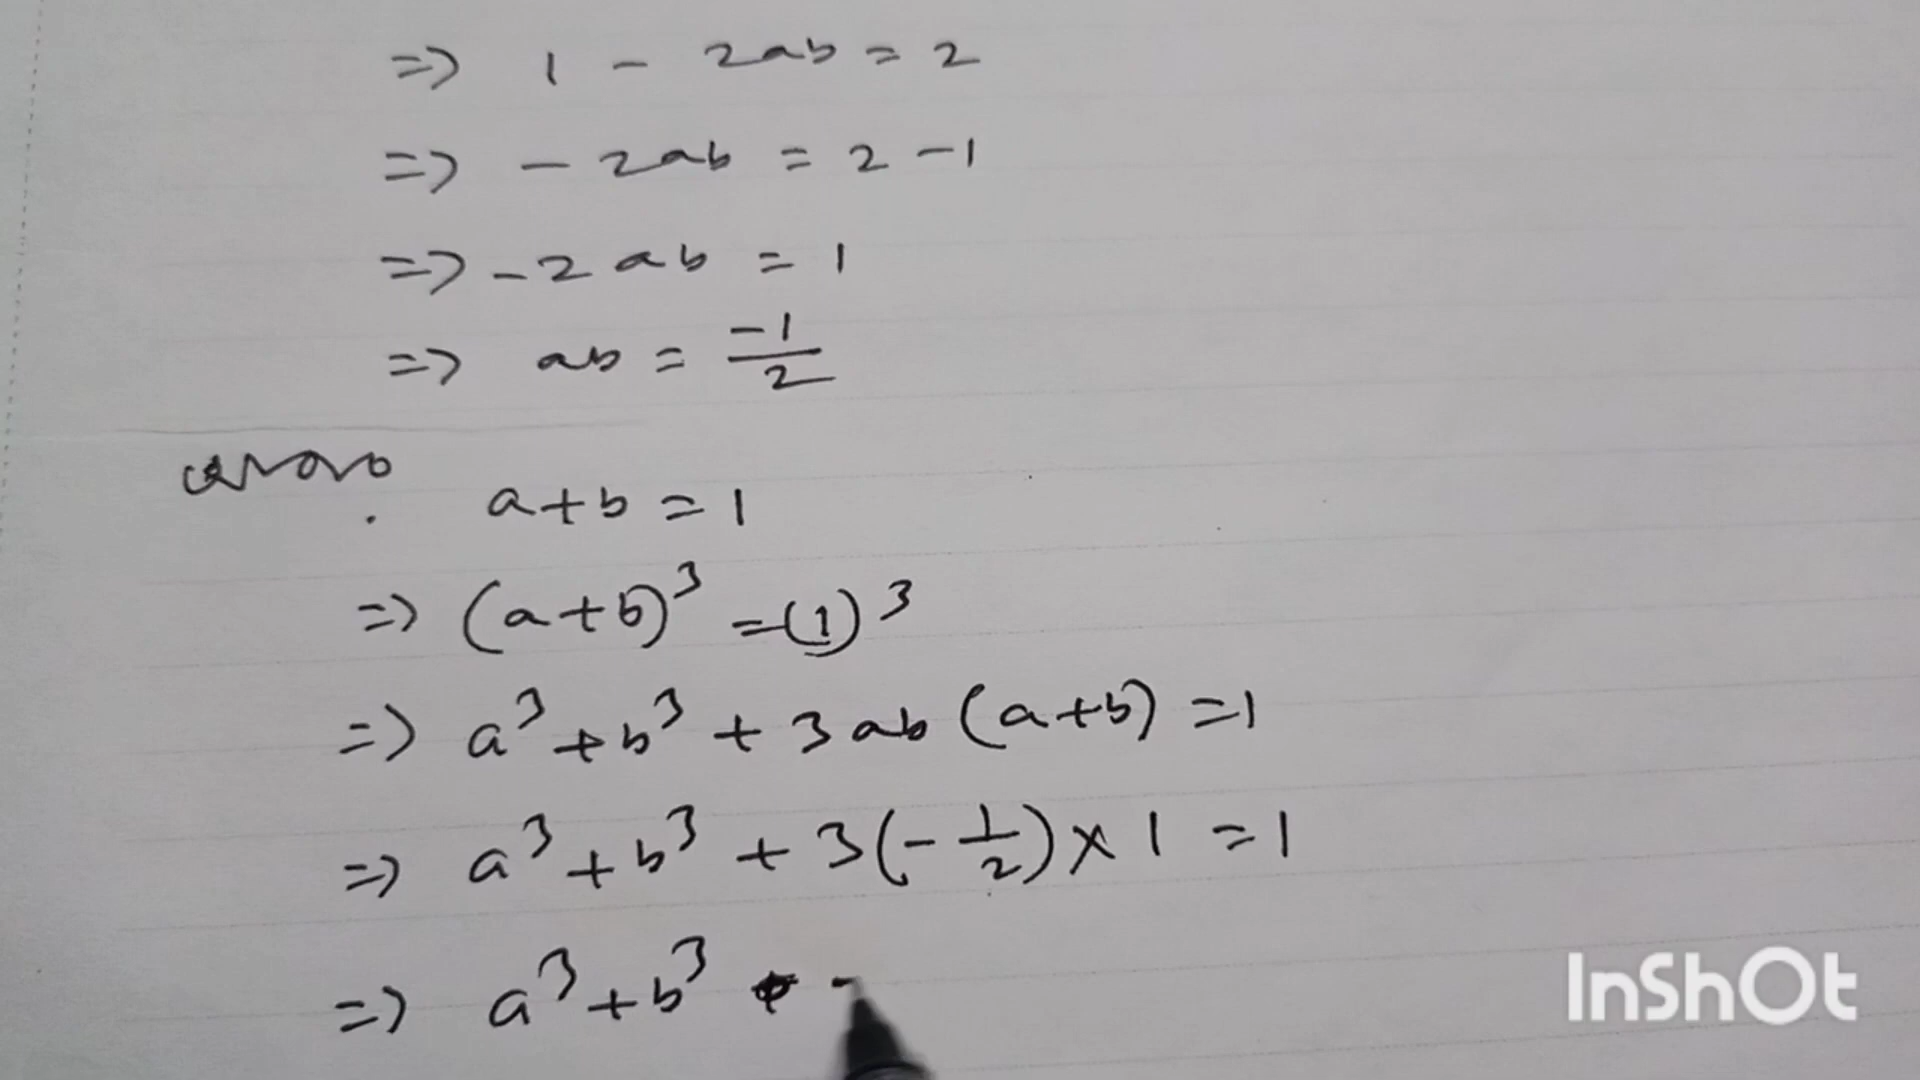 => 1 - 2ab = 2
=> - 2ab = 2 - 1
=> - 2ab = 1
=> ab = -1/2
a+b = 1
=> (a+b)³ = (1)³
=> a³ + b³ + 3ab (a+b) = 1
=> a³ + b³ + 3(- 1/2) × 1 = 1
=> a³ + b³ -
InShOt